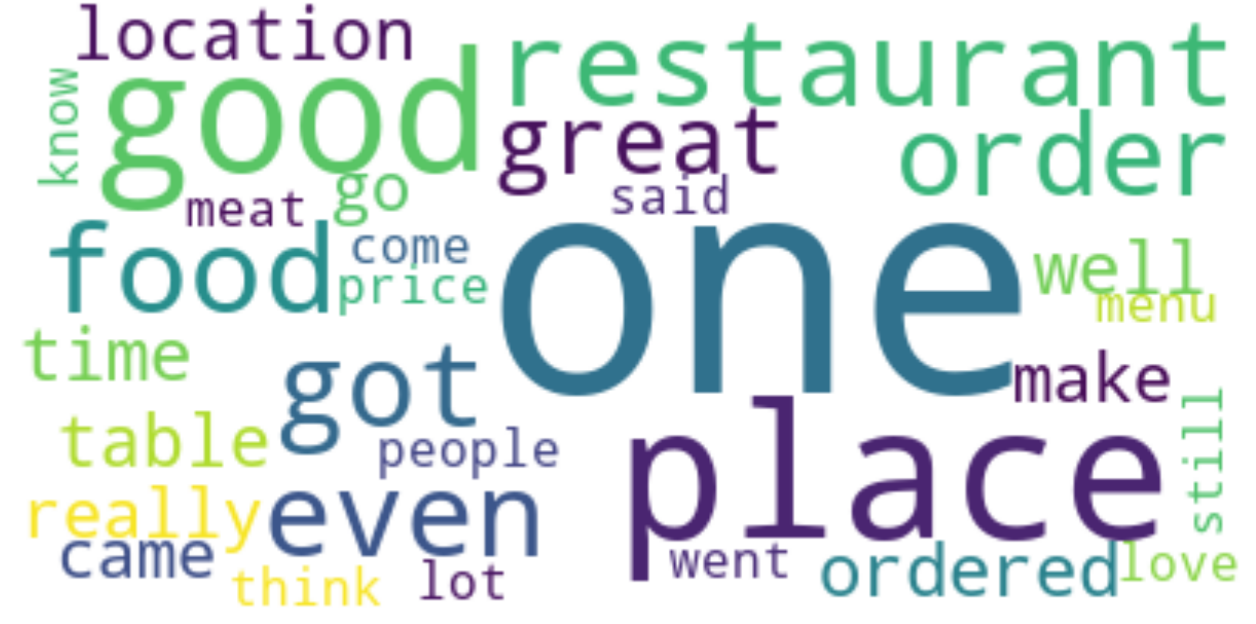 location
restaurant
know
good
great
order
meat
go
said
food
come
one
well
price
menu
time
got
make
table
people
place
still
really
even
came
went
ordered
love
think
lot